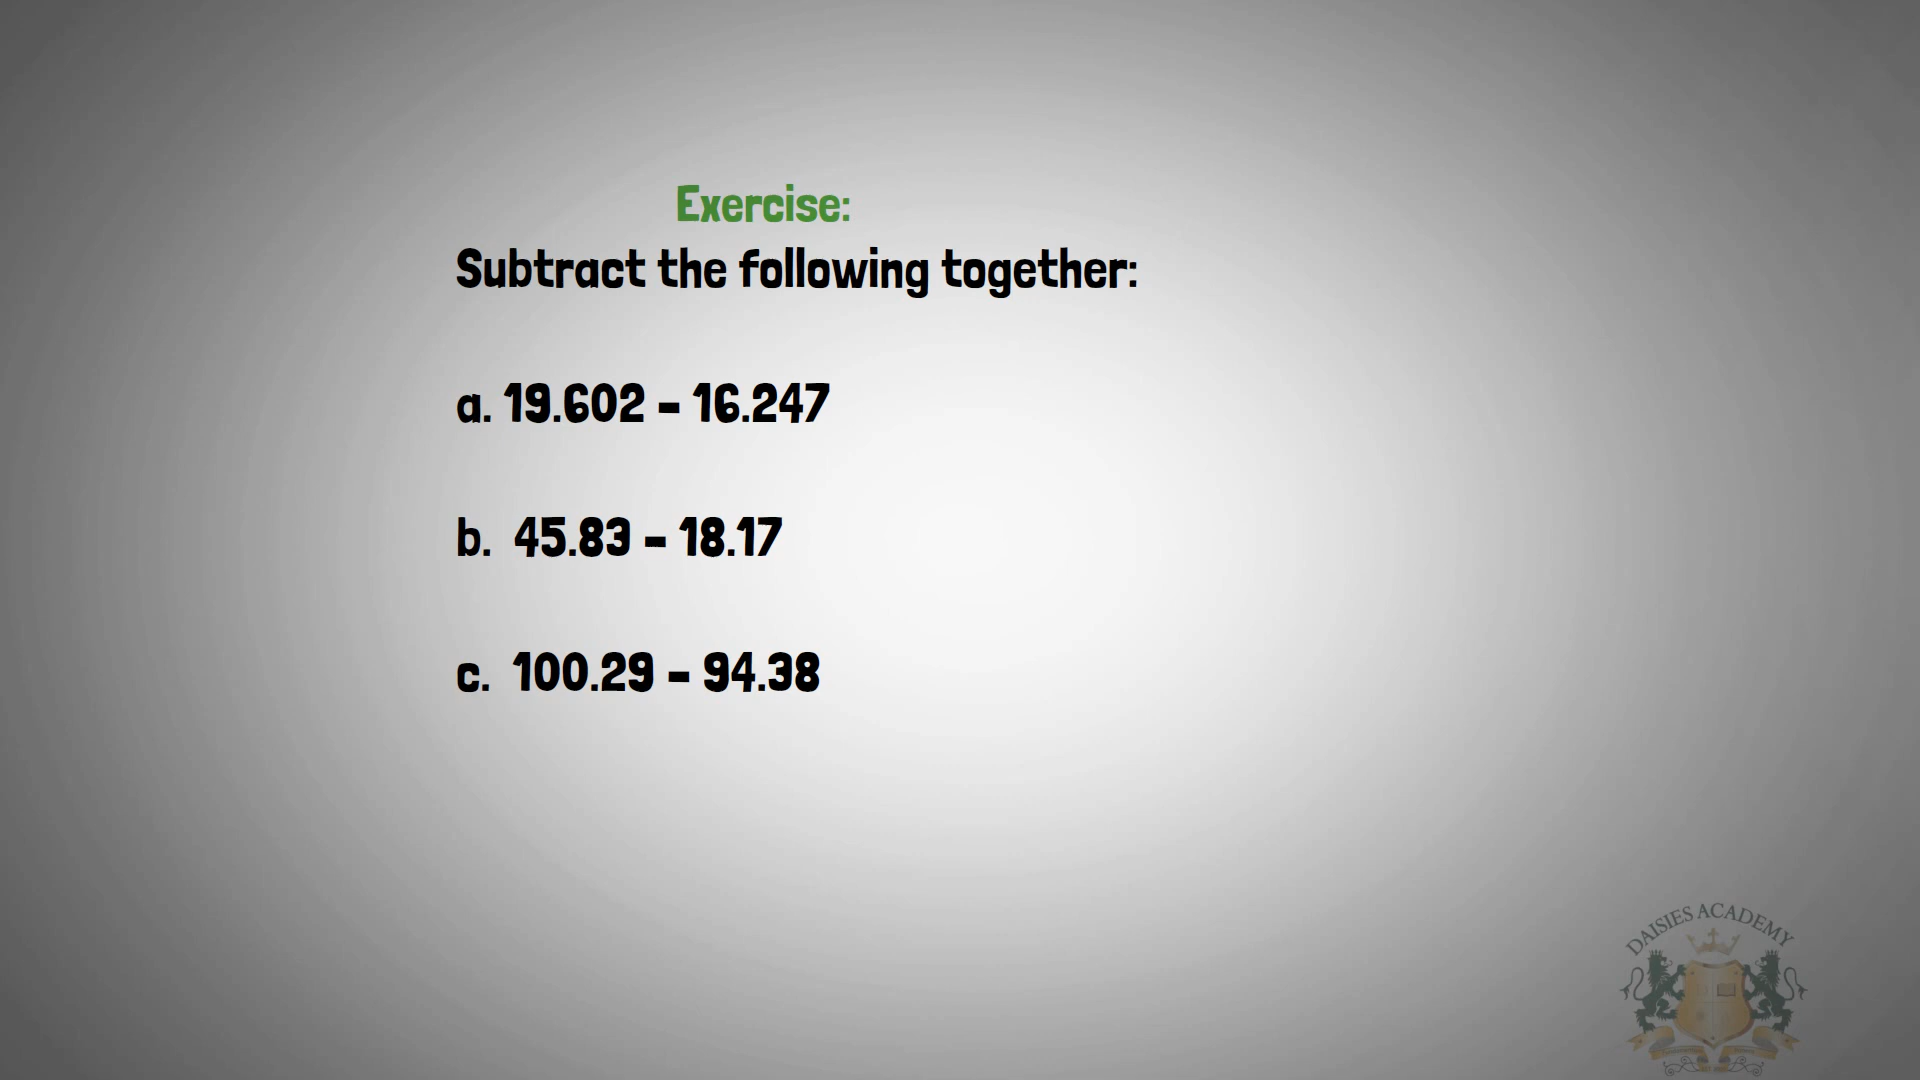 Exercise:
Subtract the following together:
a. 19.602 - 16.247
b. 45.83 - 18.17
c. 100.29 - 94.38
DAISIES ACADEMY